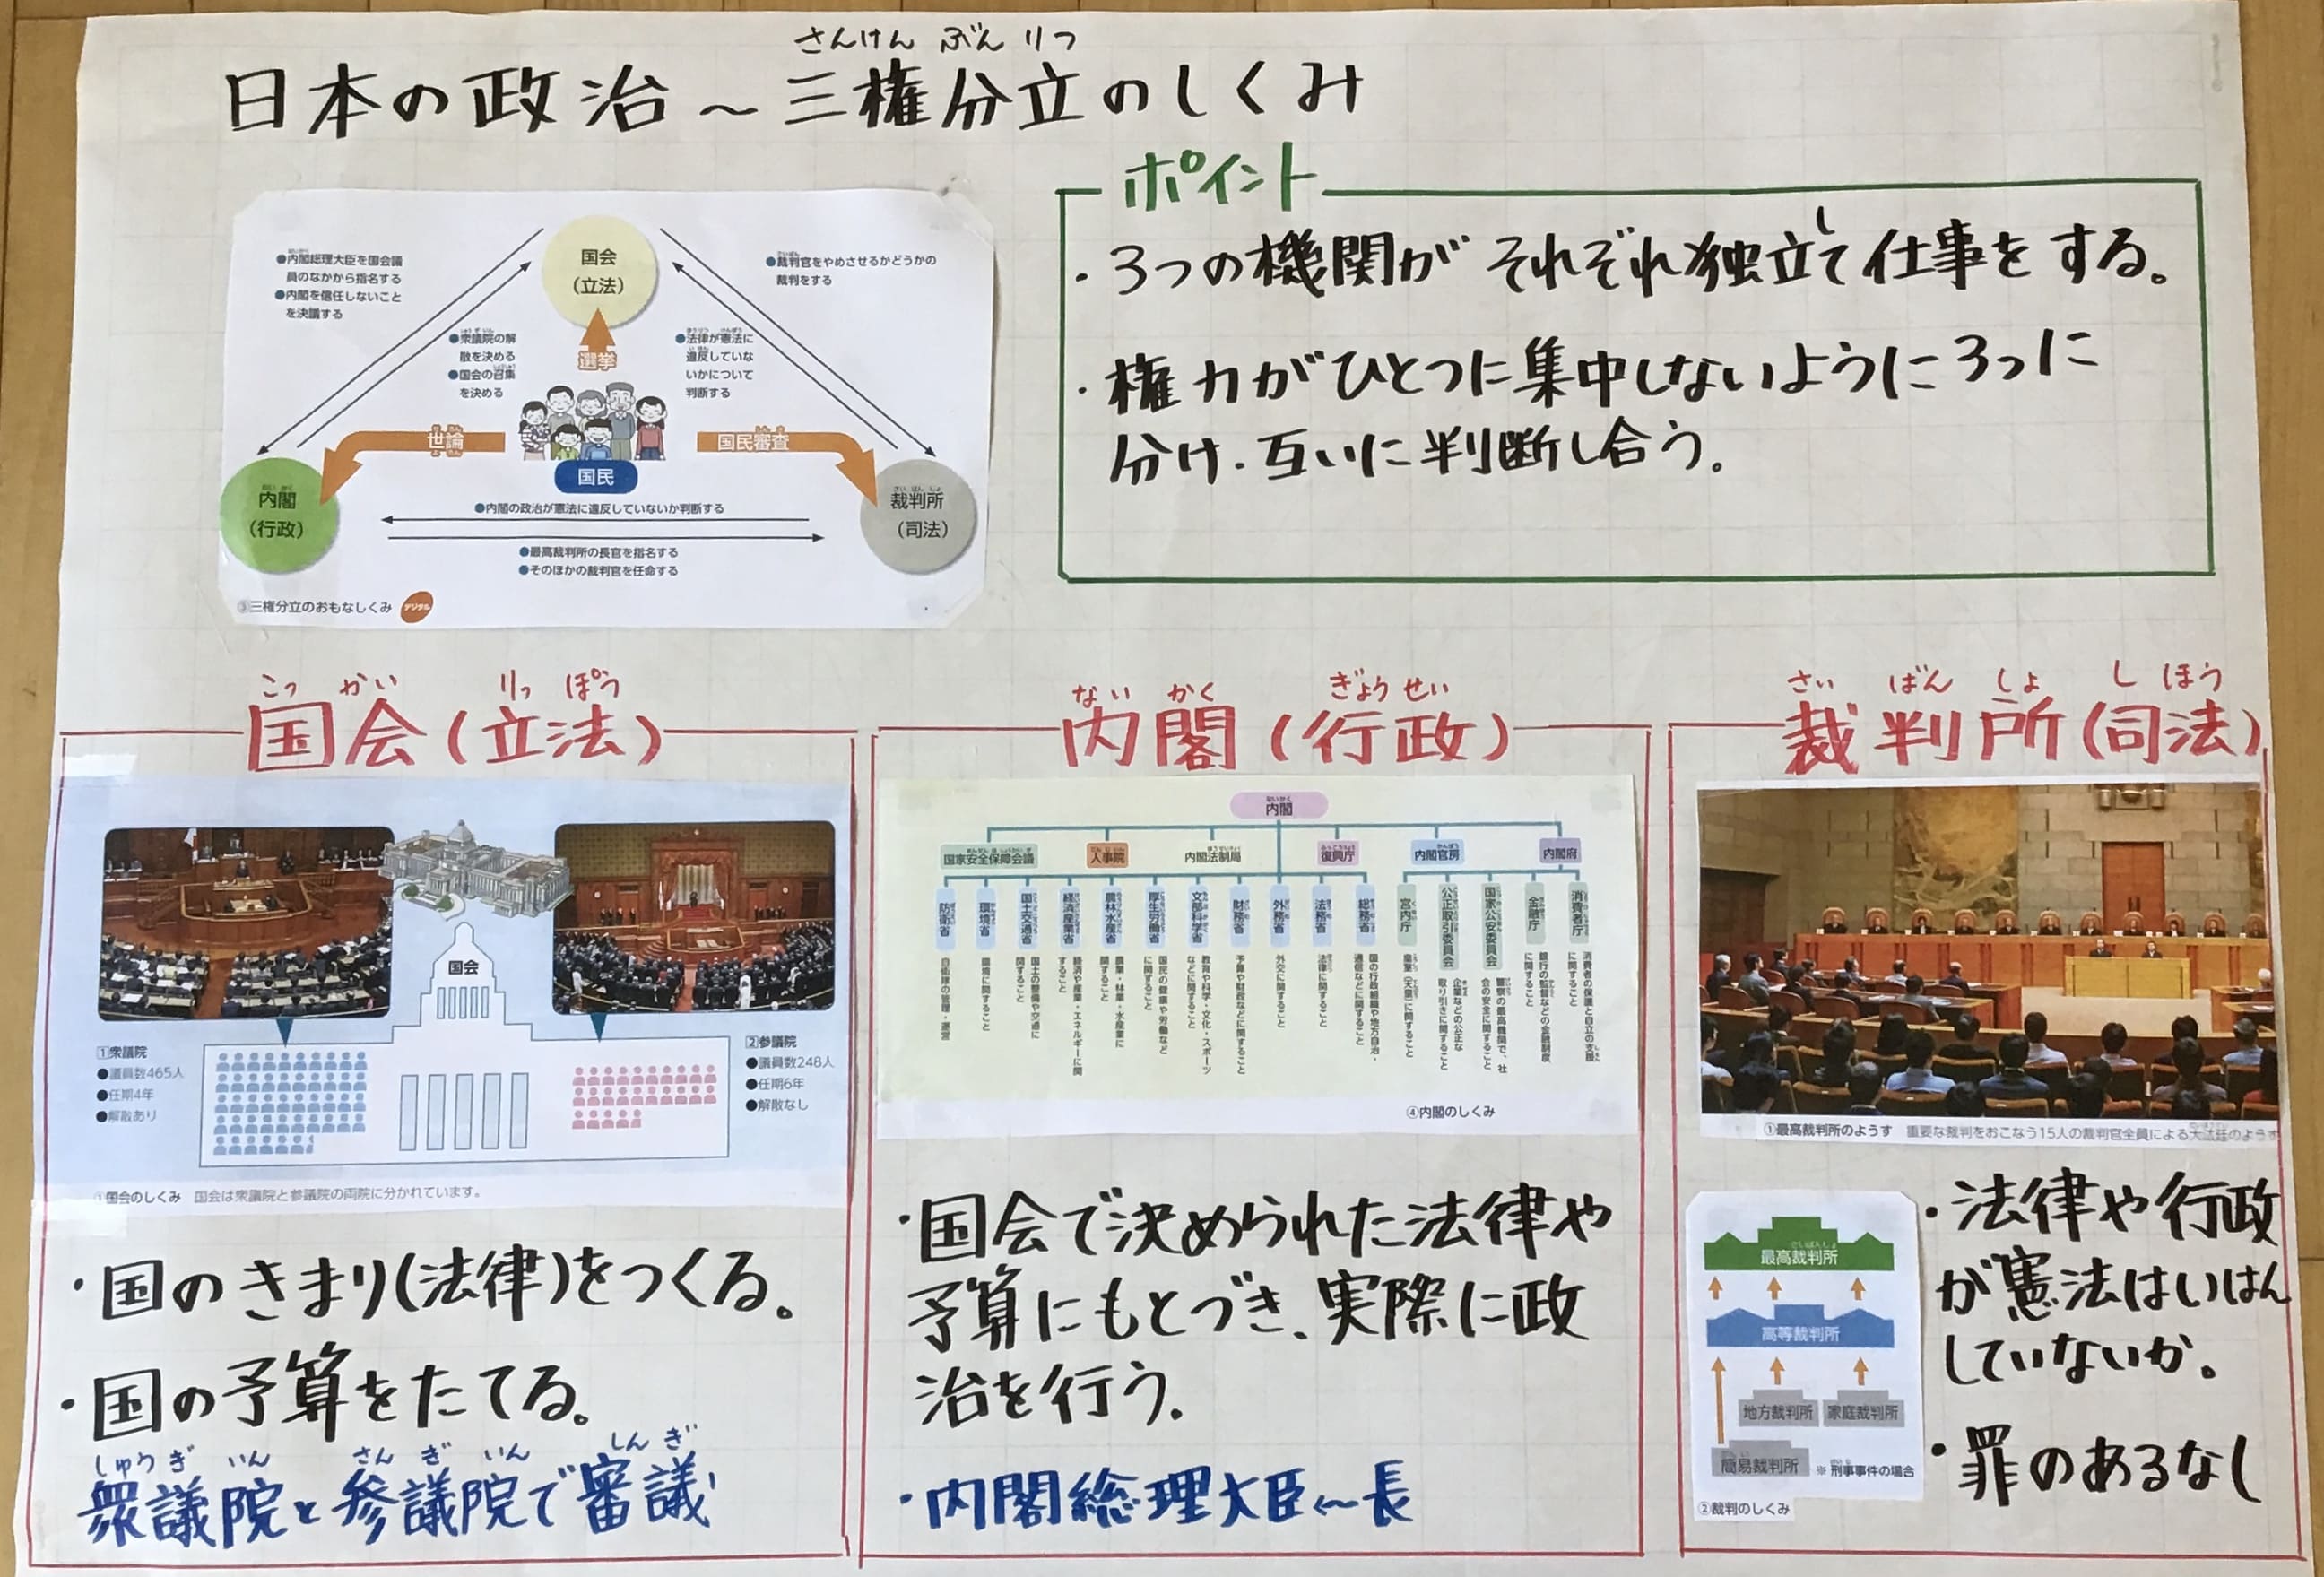 さんけん ぶん りつ
日本の政治～三権分立のしくみ
国会
(立法)
●内閣総理大臣を国会議
員のなかから指名する
●内閣を信任しないこと
を決議する
●裁判官をやめさせるかどうかの
裁判をする
●衆議院の解
散を決める
●国会の召集
を決める
選挙
●法律が憲法に
違反していな
いかについて
判断する
世論
国民審査
国民
内閣
(行政)
裁判所
(司法)
●内閣の政治が憲法に違反していないか判断する
●最高裁判所の長官を指名する
●そのほかの裁判官を任命する
③三権分立のおもなしくみ
デジタル
ポイント
・3つの機関がそれぞれ独立して仕事をする。
・権力がひとつに集中しないように3つに
分け、互いに判断し合う。
こっ かい りっ ぽう
国会(立法)
国会
①衆議院
●議員数465人
●任期4年
●解散あり
②参議院
●議員数248人
●任期6年
●解散なし
①国会のしくみ 国会は衆議院と参議院の両院に分かれています。
・国のきまり(法律)をつくる。
・国の予算をたてる。
しゅうぎ いん さん ぎ いん しん ぎ
衆議院と参議院で審議
ない かく ぎょう せい
内閣(行政)
内閣
国家安全保障会議
人事院
内閣法制局
復興庁
内閣官房
内閣府
防衛省
自衛隊の管理・運営
環境省
環境に関すること
国土交通省
国土の整備や交通に
関すること
経済産業省
経済や産業・エネルギーに関
すること
農林水産省
農業・林業・水産業に
関すること
厚生労働省
国民の健康や労働など
に関すること
文部科学省
教育や科学・文化・スポーツ
などに関すること
財務省
予算や財政などに関すること
外務省
外交に関すること
法務省
法律に関すること
総務省
国の行政組織や地方自治・
通信などに関すること
宮内庁
皇室(天皇)に関すること
公正取引委員会
企業などの公正な
取り引きに関すること
国家公安委員会
警察の最高機関で、社
会の安全に関すること
金融庁
銀行の監督などの金融制度
に関すること
消費者庁
消費者の保護と自立の支援
に関すること
④内閣のしくみ
・国会で決められた法律や
予算にもとづき、実際に政
治を行う。
・内閣総理大臣←長
さい ばん しょ し ほう
裁判所(司法)
①最高裁判所のようす 重要な裁判をおこなう15人の裁判官全員による大法廷のようす
最高裁判所
高等裁判所
地方裁判所
家庭裁判所
簡易裁判所
※刑事事件の場合
②裁判のしくみ
・法律や行政
が憲法はいはん
していないか。
・罪のあるなし